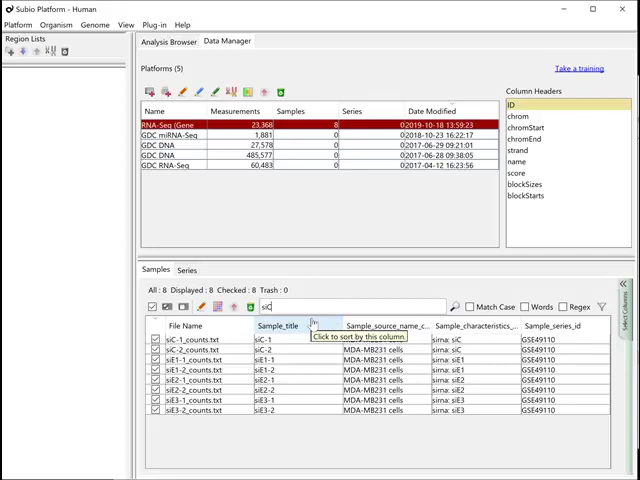 Subio Platform - Human
Platform Organism Genome View Plug-in Help
Region Lists
Analysis Browser Data Manager
Platforms (5)
Take a training
Name Measurements Samples Series Date Modified
RNA-Seq (Gene 23,368 8 0 2019-10-18 13:59:23
GDC miRNA-Seq 1,881 0 0 2018-10-23 16:22:17
GDC DNA 27,578 0 0 2017-06-29 09:21:01
GDC DNA 485,577 0 0 2017-06-28 09:38:05
GDC RNA-Seq 60,483 0 0 2017-04-12 16:23:56
Column Headers
ID
chrom
chromStart
chromEnd
strand
name
score
blockSizes
blockStarts
Samples Series
All : 8 Displayed : 8 Checked : 8 Trash : 0
siC Match Case Words Regex
Select Columns
File Name Sample_title Sample_source_name_c... Sample_characteristics_... Sample_series_id
Click to sort by this column.
siC-1_counts.txt siC-1 MDA-MB231 cells sirna: siC GSE49110
siC-2_counts.txt siC-2 MDA-MB231 cells sirna: siC GSE49110
siE1-1_counts.txt siE1-1 MDA-MB231 cells sirna: siE1 GSE49110
siE1-2_counts.txt siE1-2 MDA-MB231 cells sirna: siE1 GSE49110
siE2-1_counts.txt siE2-1 MDA-MB231 cells sirna: siE2 GSE49110
siE2-2_counts.txt siE2-2 MDA-MB231 cells sirna: siE2 GSE49110
siE3-1_counts.txt siE3-1 MDA-MB231 cells sirna: siE3 GSE49110
siE3-2_counts.txt siE3-2 MDA-MB231 cells sirna: siE3 GSE49110